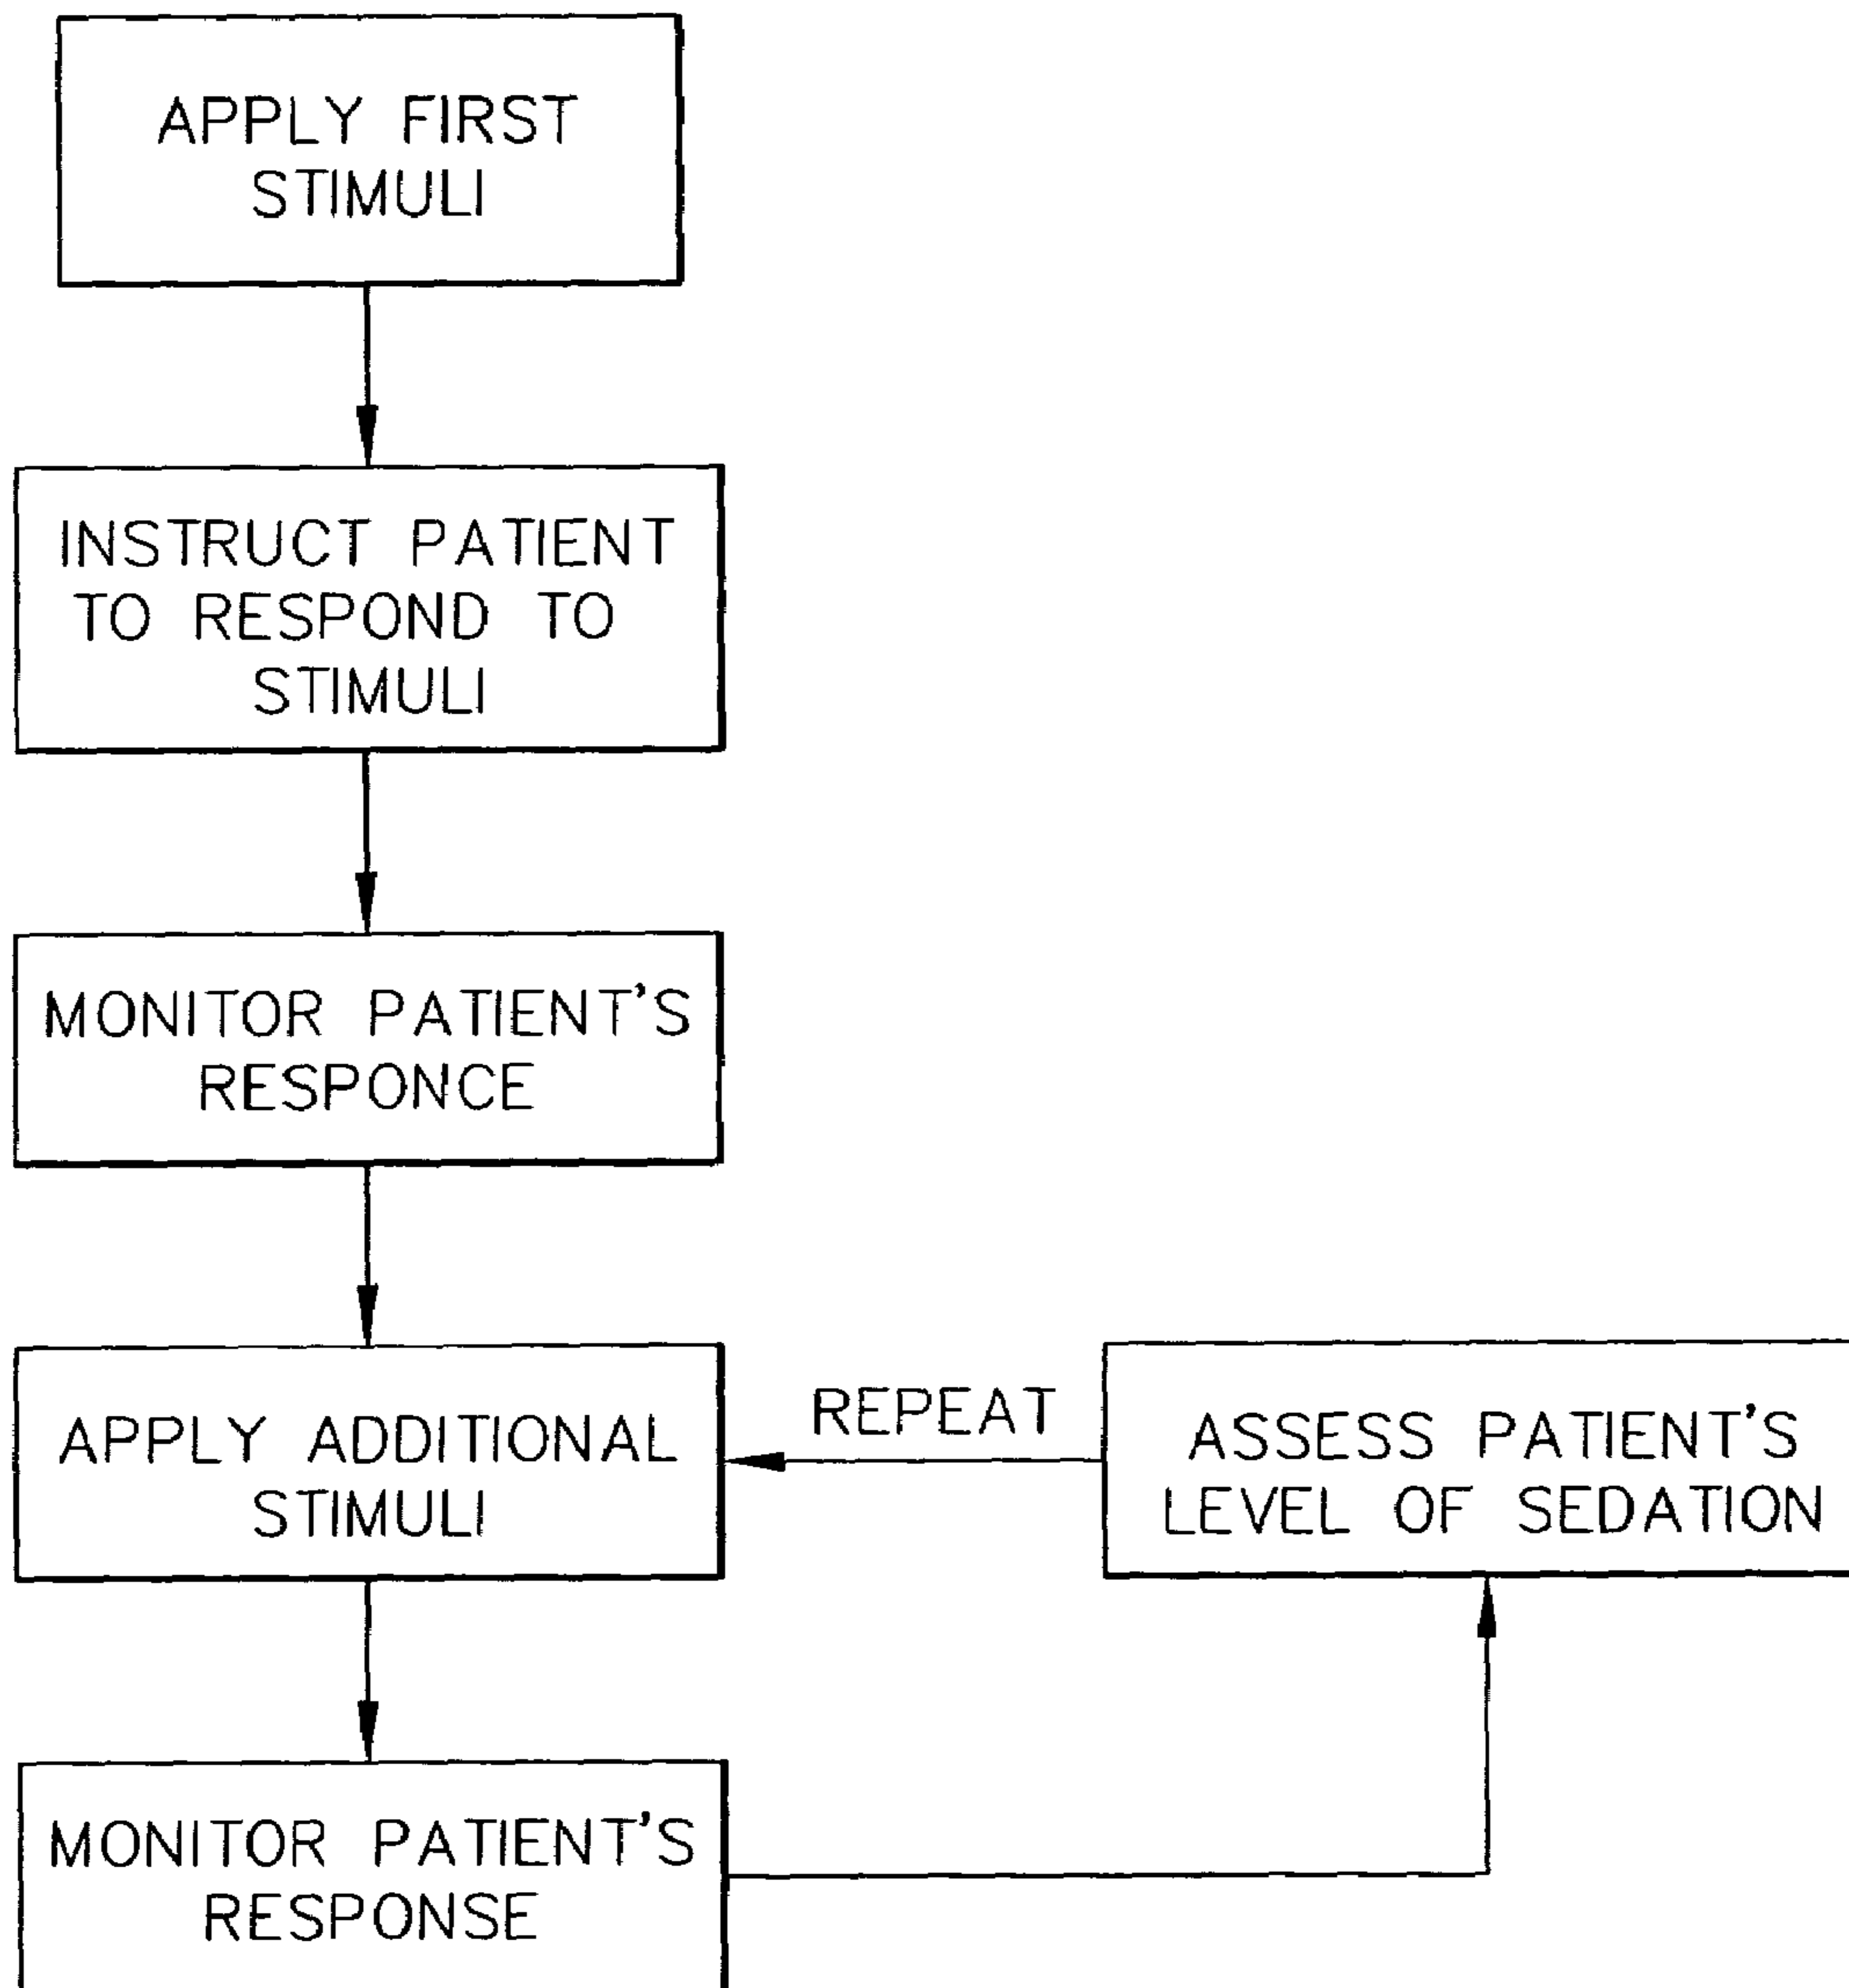 APPLY FIRST
STIMULI
INSTRUCT PATIENT
TO RESPOND TO
STIMULI
MONITOR PATIENT'S
RESPONCE
APPLY ADDITIONAL
STIMULI
REPEAT
ASSESS PATIENT'S
LEVEL OF SEDATION
MONITOR PATIENT'S
RESPONSE